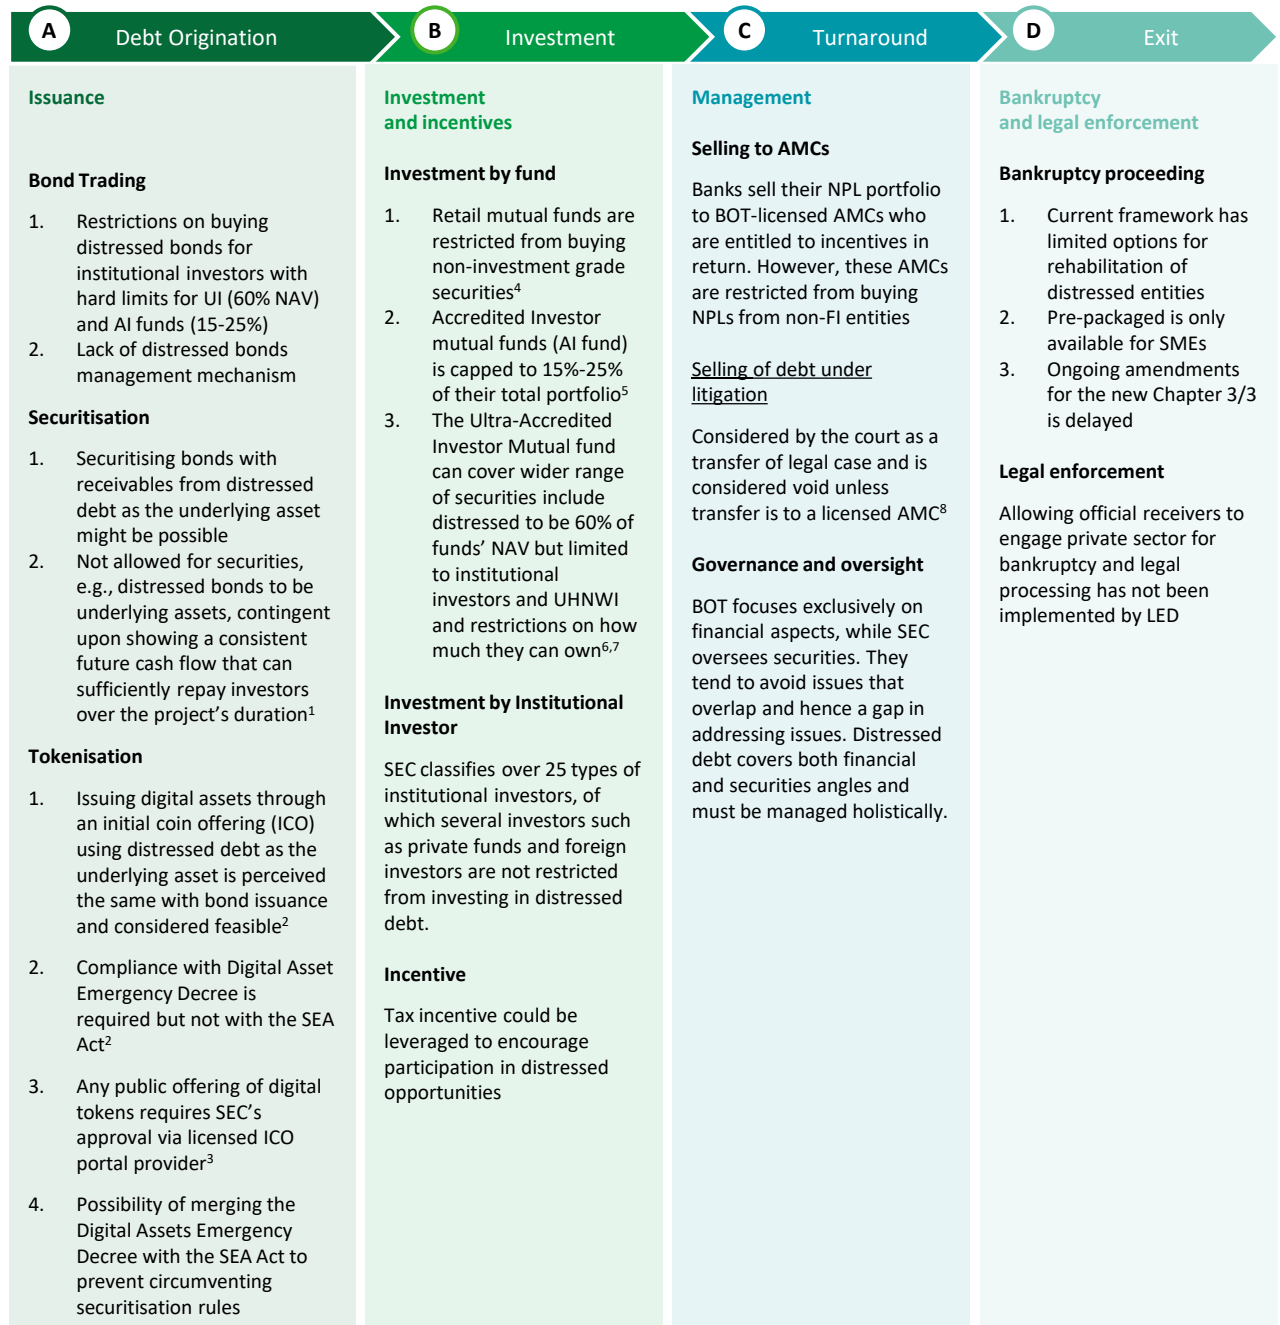 A
Debt Origination
B
Investment
C
Turnaround
D
Exit
Issuance
Bond Trading
1. Restrictions on buying
distressed bonds for
institutional investors with
hard limits for UI (60% NAV)
and AI funds (15-25%)
2. Lack of distressed bonds
management mechanism
Securitisation
1. Securitising bonds with
receivables from distressed
debt as the underlying asset
might be possible
2. Not allowed for securities,
e.g., distressed bonds to be
underlying assets, contingent
upon showing a consistent
future cash flow that can
sufficiently repay investors
over the project's duration¹
Tokenisation
1. Issuing digital assets through
an initial coin offering (ICO)
using distressed debt as the
underlying asset is perceived
the same with bond issuance
and considered feasible²
2. Compliance with Digital Asset
Emergency Decree is
required but not with the SEA
Act²
3. Any public offering of digital
tokens requires SEC's
approval via licensed ICO
portal provider³
4. Possibility of merging the
Digital Assets Emergency
Decree with the SEA Act to
prevent circumventing
securitisation rules
Investment
and incentives
Investment by fund
1. Retail mutual funds are
restricted from buying
non-investment grade
securities⁴
2. Accredited Investor
mutual funds (AI fund)
is capped to 15%-25%
of their total portfolio⁵
3. The Ultra-Accredited
Investor Mutual fund
can cover wider range
of securities include
distressed to be 60% of
funds' NAV but limited
to institutional
investors and UHNWI
and restrictions on how
much they can own⁶,⁷
Investment by Institutional
Investor
SEC classifies over 25 types of
institutional investors, of
which several investors such
as private funds and foreign
investors are not restricted
from investing in distressed
debt.
Incentive
Tax incentive could be
leveraged to encourage
participation in distressed
opportunities
Management
Selling to AMCs
Banks sell their NPL portfolio
to BOT-licensed AMCs who
are entitled to incentives in
return. However, these AMCs
are restricted from buying
NPLs from non-FI entities
Selling of debt under
litigation
Considered by the court as a
transfer of legal case and is
considered void unless
transfer is to a licensed AMC⁸
Governance and oversight
BOT focuses exclusively on
financial aspects, while SEC
oversees securities. They
tend to avoid issues that
overlap and hence a gap in
addressing issues. Distressed
debt covers both financial
and securities angles and
must be managed holistically.
Bankruptcy
and legal enforcement
Bankruptcy proceeding
1. Current framework has
limited options for
rehabilitation of
distressed entities
2. Pre-packaged is only
available for SMEs
3. Ongoing amendments
for the new Chapter 3/3
is delayed
Legal enforcement
Allowing official receivers to
engage private sector for
bankruptcy and legal
processing has not been
implemented by LED